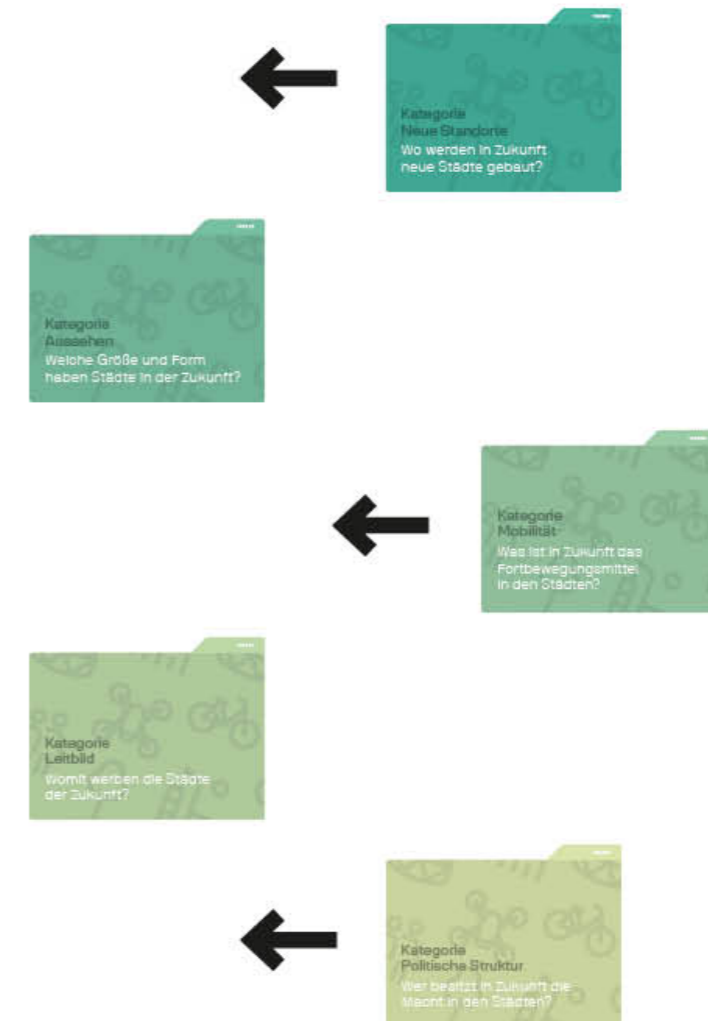 Kategorie
Neue Standorte
Wo werden in Zukunft
neue Städte gebaut?
Kategorie
Aussehen
Welche Größe und Form
haben Städte in der Zukunft?
Kategorie
Mobilität
Was ist in Zukunft das
Fortbewegungsmittel
in den Städten?
Kategorie
Leitbild
Womit werben die Städte
der Zukunft?
Kategorie
Politische Struktur
Wer besitzt in Zukunft die
Macht in den Städten?